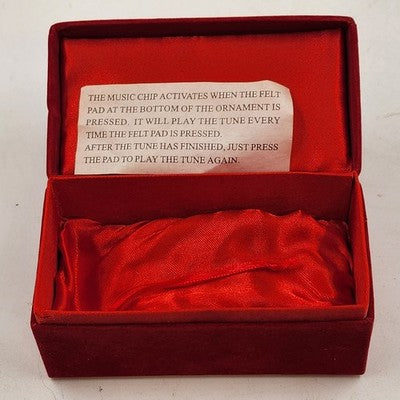 THE MUSIC CHIP ACTIVATES WHEN THE FELT
PAD AT THE BOTTOM OF THE ORNAMENT IS
PRESSED. IT WILL PLAY THE TUNE EVERY
TIME THE FELT PAD IS PRESSED.
AFTER THE TUNE HAS FINISHED, JUST PRESS
THE PAD TO PLAY THE TUNE AGAIN.